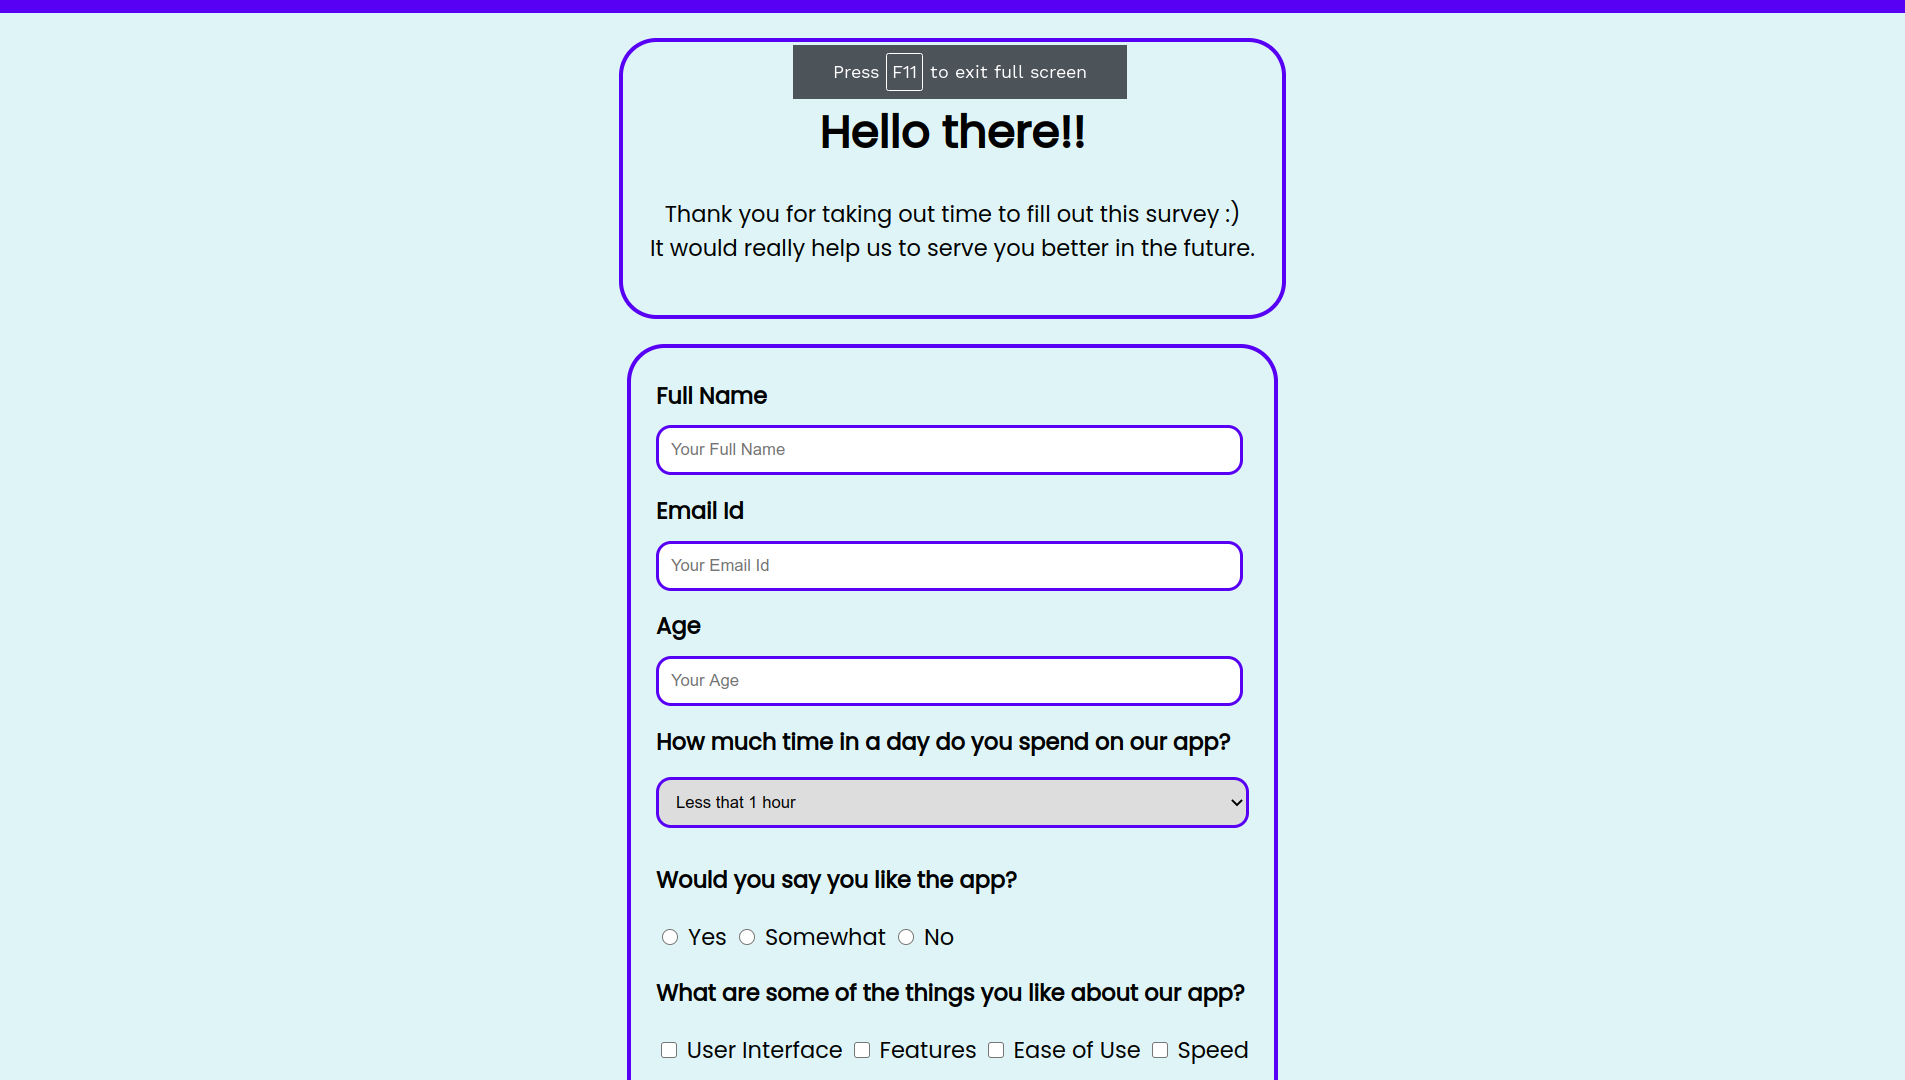 Press F11 to exit full screen
Hello there!!
Thank you for taking out time to fill out this survey :)
It would really help us to serve you better in the future.
Full Name
Your Full Name
Email Id
Your Email Id
Age
Your Age
How much time in a day do you spend on our app?
Less that 1 hour
Would you say you like the app?
Yes Somewhat No
What are some of the things you like about our app?
User Interface Features Ease of Use Speed